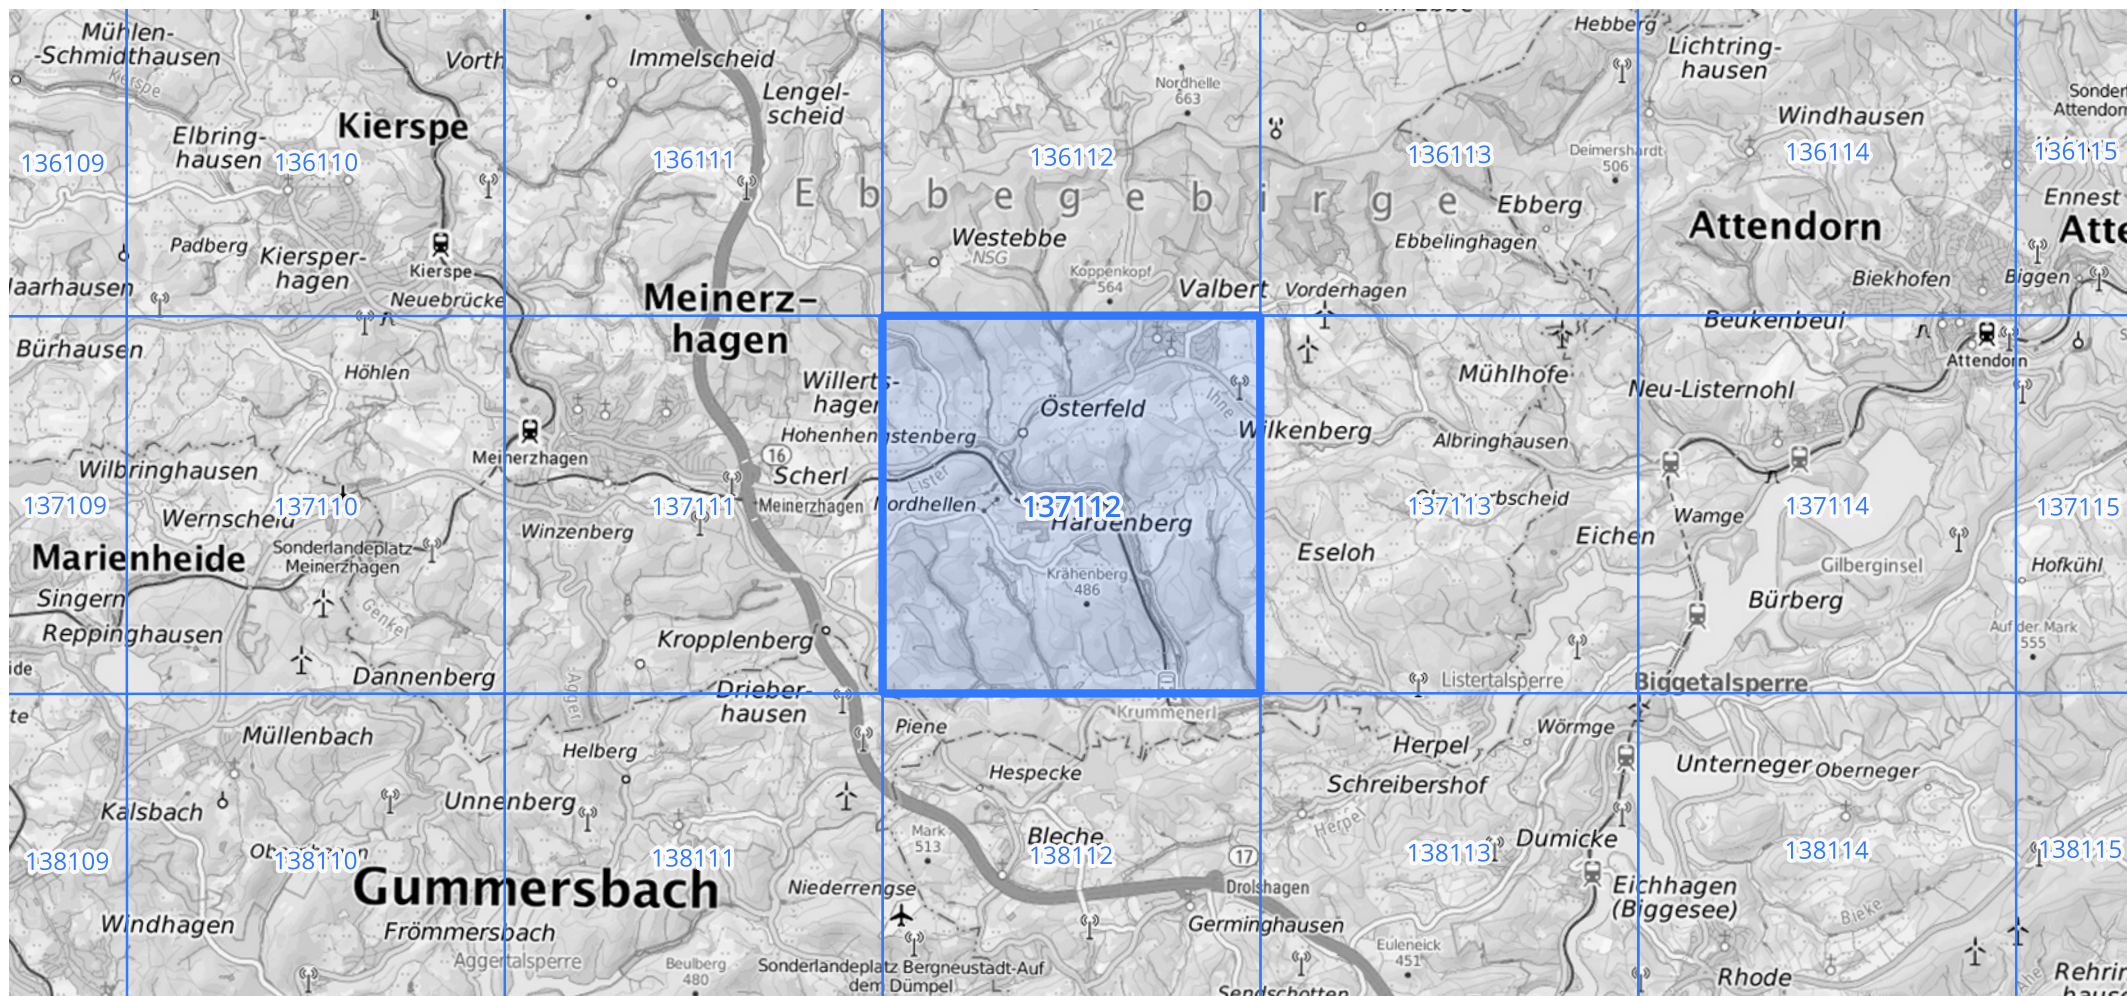 Mühlen-
-Schmidthausen
Kerspe
Vorth
Immelscheid
Lengel-
scheid
Nordhelle
663
Hebberg
Lichtring-
hausen
Windhausen
Elbring-
hausen
Kierspe
136109
136110
136111
136112
136113
136114
136115
Deimershardt
506
Ennest
Ebbegebirge
Ebberg
Ebbelinghagen
Attendorn
Atte
Padberg
Kiersper-
hagen
Kierspe
Neuebrücke
Westebbe
NSG
Koppenkopf
564
Valbert
Vorderhagen
Biekhofen
Biggen
Meinerz-
hagen
Bürhausen
Höhlen
Willerts-
hagen
Österfeld
Ihne
Mühlhofe
Beukenbeul
Attendorn
Neu-Listernohl
Hohenhengstenberg
Wilkenberg
Albringhausen
Wilbringhausen
Meinerzhagen
16
Scherl
Meinerzhagen
Lister
Nordhellen
137109
137110
137111
137112
137113
137114
137115
Wernscheid
Winzenberg
Hardenberg
Wamge
Eichen
Marienheide
Sonderlandeplatz
Meinerzhagen
Eseloh
Gilberginsel
Hofkühl
Krähenberg
486
Singern
Reppinghausen
Genkel
Kropplenberg
Bürberg
Auf der Mark
555
Dannenberg
Agger
Listertalsperre
Biggetalsperre
Drieber-
hausen
Krummenerl
Piene
Müllenbach
Helberg
Hespecke
Herpel
Wörmge
Unterneger
Oberneger
Schreibershof
Kalsbach
Unnenberg
Mark
513
Bleche
Herpel
Dumicke
138109
138110
138111
138112
138113
138114
138115
17
Drolshagen
Gummersbach
Niederrengse
Eichhagen
(Biggesee)
Bieke
Windhagen
Frömmersbach
Germinghausen
Aggertalsperre
Beulberg
480
Sonderlandeplatz Bergneustadt-Auf
dem Dümpel
Euleneick
451
Rhode